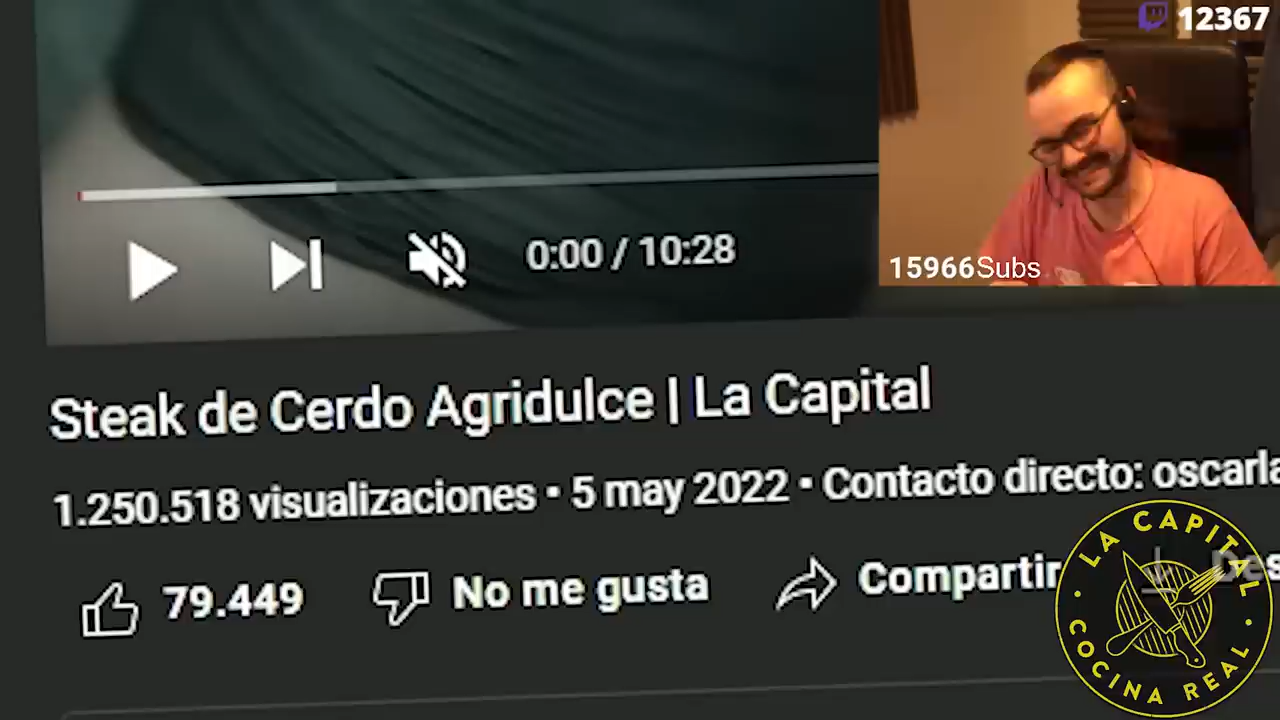 12367
15966Subs
0:00 / 10:28
Steak de Cerdo Agridulce | La Capital
1.250.518 visualizaciones • 5 may 2022 • Contacto directo:
79.449 No me gusta Compartir
LA CAPITAL
COCINA REAL